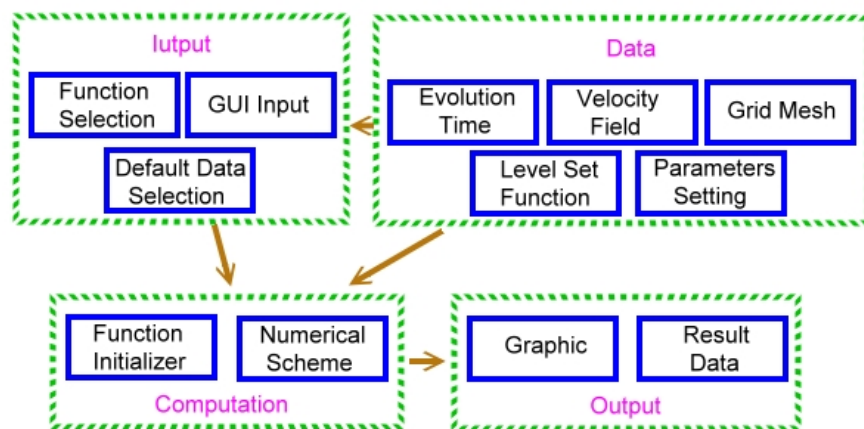 Iutput
Function
Selection
GUI Input
Default Data
Selection
Data
Evolution
Time
Velocity
Field
Grid Mesh
Level Set
Function
Parameters
Setting
Function
Initializer
Numerical
Scheme
Computation
Graphic
Result
Data
Output